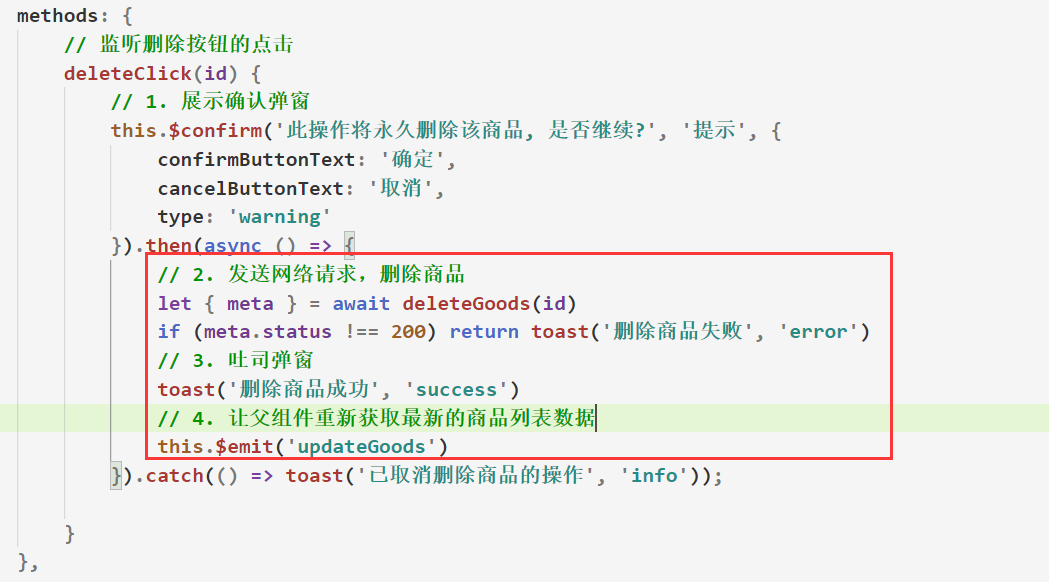 methods: {
// 监听删除按钮的点击
deleteClick(id) {
// 1. 展示确认弹窗
this.$confirm('此操作将永久删除该商品, 是否继续?', '提示', {
confirmButtonText: '确定',
cancelButtonText: '取消',
type: 'warning'
}).then(async () => {
// 2. 发送网络请求，删除商品
let { meta } = await deleteGoods(id)
if (meta.status !== 200) return toast('删除商品失败', 'error')
// 3. 吐司弹窗
toast('删除商品成功', 'success')
// 4. 让父组件重新获取最新的商品列表数据
this.$emit('updateGoods')
}).catch(() => toast('已取消删除商品的操作', 'info'));
}
},